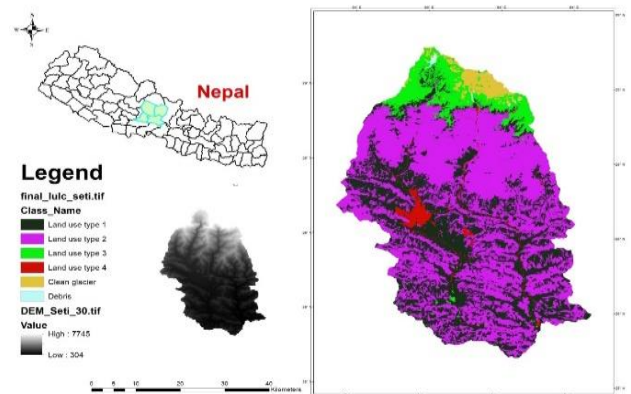 N
W
E
S
Nepal
Legend
final_lulc_seti.tif
Class_Name
Land use type 1
Land use type 2
Land use type 3
Land use type 4
Clean glacier
Debris
DEM_Seti_30.tif
Value
High : 7745
Low : 304
0 5 10 20 30 40
Kilometers